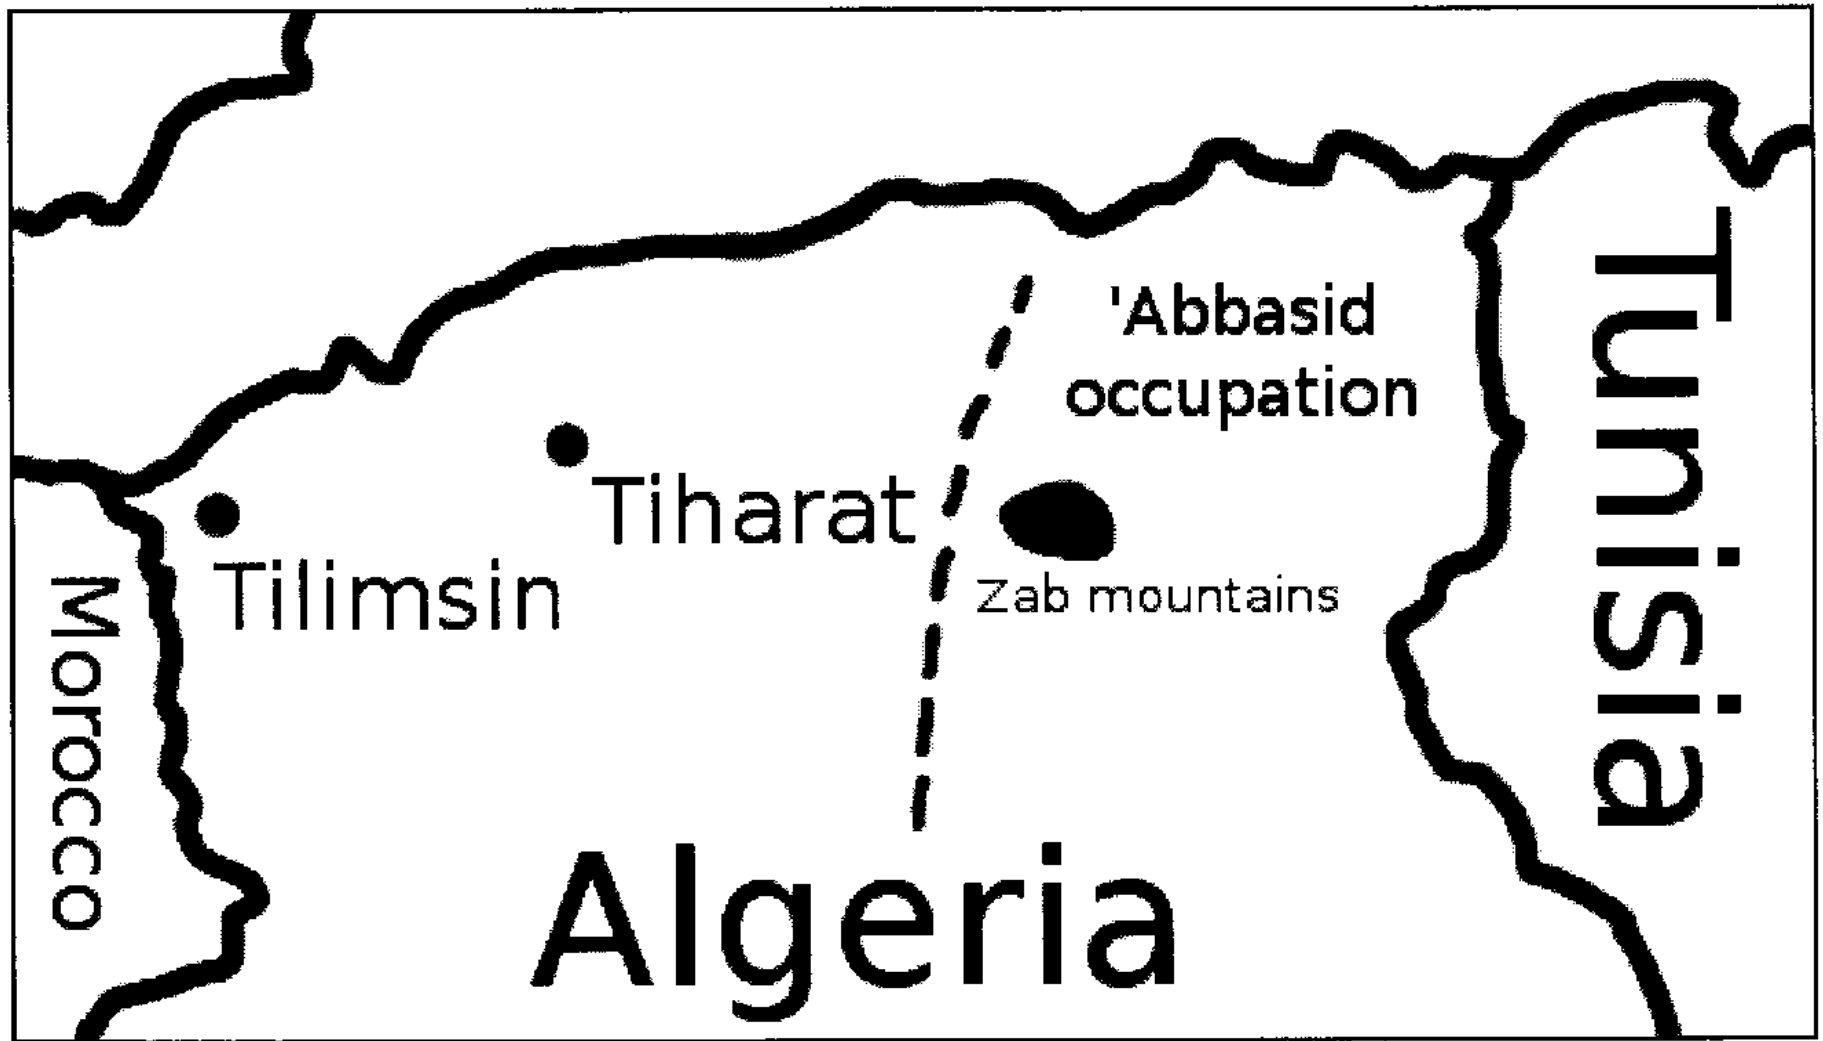 'Abbasid
occupation
Tiharat
Tilimsin
Zab mountains
Morocco
Tunisia
Algeria